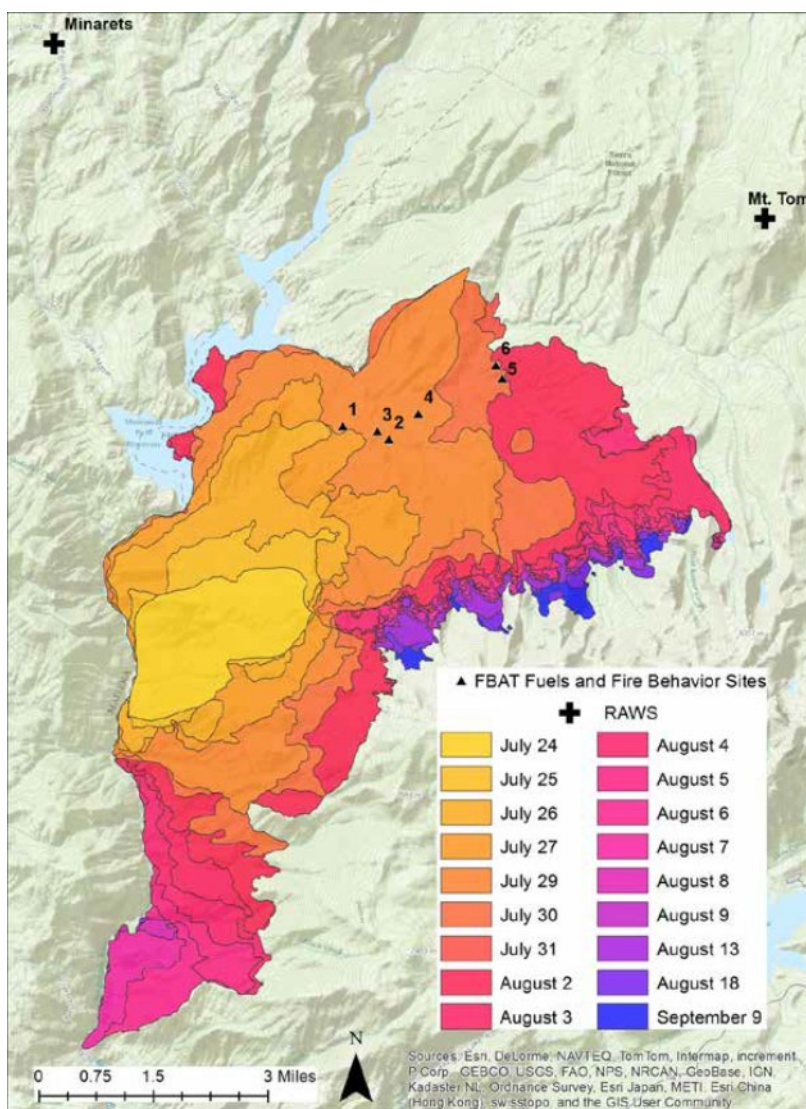 Minarets
Mt. Tom
6
5
4
1
3
2
FBAT Fuels and Fire Behavior Sites
RAWS
July 24
July 25
July 26
July 27
July 29
July 30
July 31
August 2
August 3
August 4
August 5
August 6
August 7
August 8
August 9
August 13
August 18
September 9
N
0 0.75 1.5 3 Miles
Sources: Esri, DeLorme, NAVTEQ, TomTom, Intermap, increment
P Corp., GEBCO, USGS, FAO, NPS, NRCAN, GeoBase, IGN,
Kadaster NL, Ordnance Survey, Esri Japan, METI, Esri China
(Hong Kong), swisstopo, and the GIS User Community